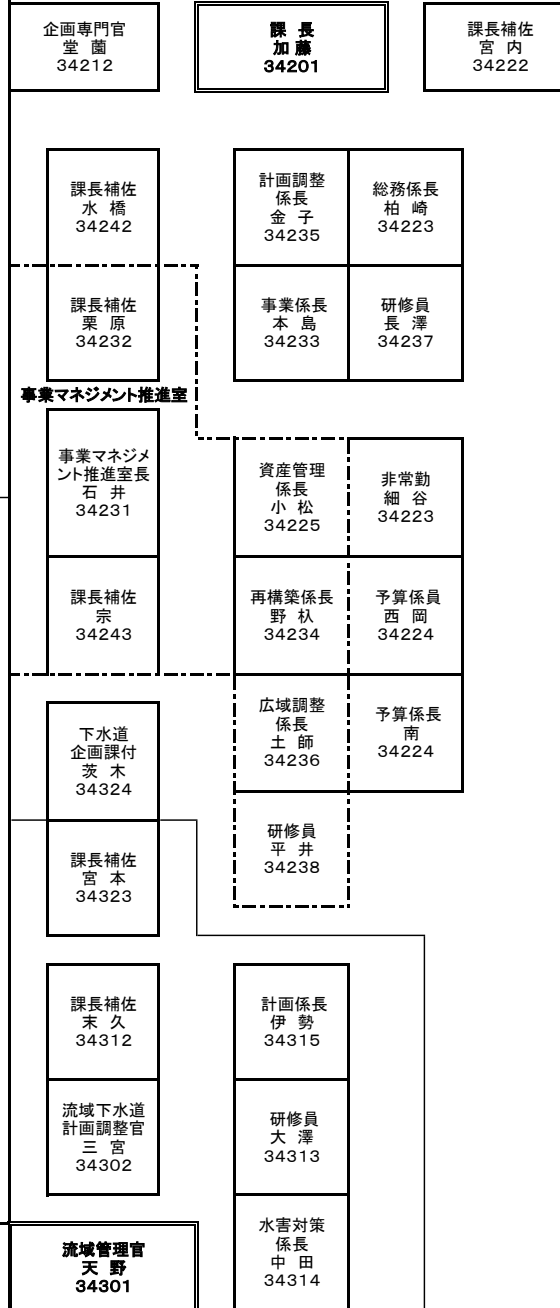 企画専門官
堂 薗
34212
課 長
加 藤
34201
課長補佐
宮 内
34222
課長補佐
水 橋
34242
計画調整
係長
金 子
34235
総務係長
柏 崎
34223
課長補佐
栗 原
34232
事業係長
本 島
34233
研修員
長 澤
34237
事業マネジメント推進室
事業マネジメ
ント推進室長
石 井
34231
資産管理
係長
小 松
34225
非常勤
細 谷
34223
課長補佐
宗
34243
再構築係長
野 杁
34234
予算係員
西 岡
34224
下水道
企画課付
茨 木
34324
広域調整
係長
土 師
34236
予算係長
南
34224
課長補佐
宮 本
34323
研修員
平 井
34238
課長補佐
末 久
34312
計画係長
伊 勢
34315
流域下水道
計画調整官
三 宮
34302
研修員
大 澤
34313
流域管理官
天 野
34301
水害対策
係長
中 田
34314